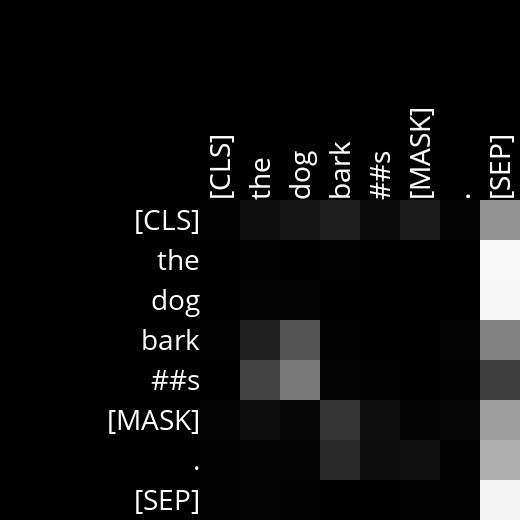 [CLS] the dog bark ##s [MASK] . [SEP]
[CLS]
the
dog
bark
##s
[MASK]
.
[SEP]